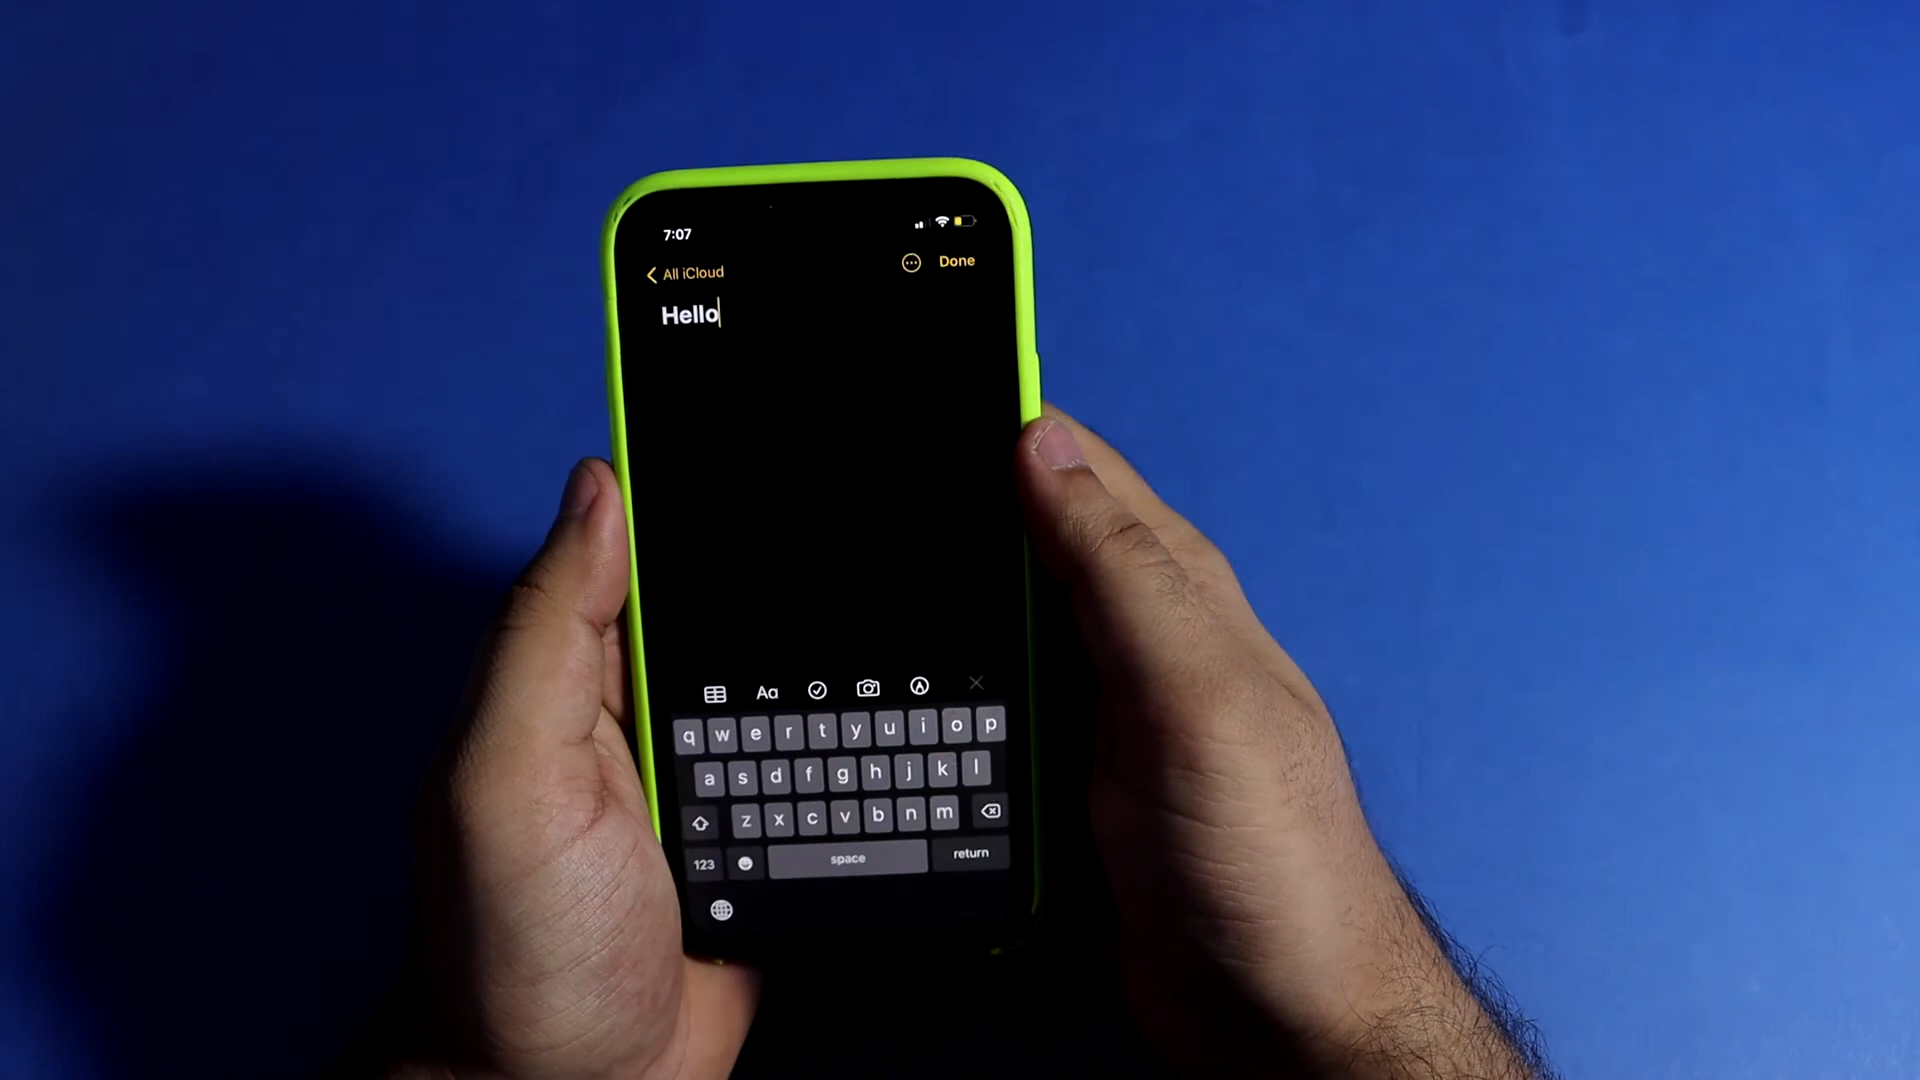 7:07
All iCloud
Done
Hello
Aa
q w e r t y u i o p
a s d f g h j k l
z x c v b n m
123 space return